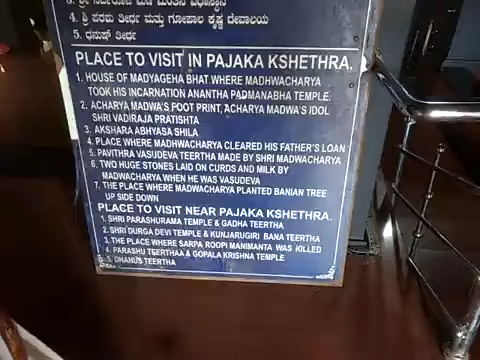 4. ಶ್ರೀ ಪರಶು ತೀರ್ಥ ಮತ್ತು ಗೋಪಾಲ ಕೃಷ್ಣ ದೇವಾಲಯ
5. ಧನುಷ್ ತೀರ್ಥ
PLACE TO VISIT IN PAJAKA KSHETHRA.
1. HOUSE OF MADYAGEHA BHAT WHERE MADHWACHARYA
TOOK HIS INCARNATION ANANTHA PADMANABHA TEMPLE.
2. ACHARYA MADWA'S FOOT PRINT, ACHARYA MADWA'S IDOL
SHRI VADIRAJA PRATISHTA
3. AKSHARA ABHYASA SHILA
4. PLACE WHERE MADHWACHARYA CLEARED HIS FATHER'S LOAN
5. PAVITHRA VASUDEVA TEERTHA MADE BY SHRI MADWACHARYA
6. TWO HUGE STONES LAID ON CURDS AND MILK BY
MADWACHARYA WHEN HE WAS VASUDEVA
7. THE PLACE WHERE MADWACHARYA PLANTED BANIAN TREE
UP SIDE DOWN
PLACE TO VISIT NEAR PAJAKA KSHETHRA.
1. SHRI PARASHURAMA TEMPLE & GADHA TEERTHA
2. SHRI DURGA DEVI TEMPLE & KUNJARUGIRI BANA TEERTHA
3. THE PLACE WHERE SARPA ROOPI MANIMANTA WAS KILLED
4. PARASHU TEERTHAA & GOPALA KRISHNA TEMPLE
5. DHANUS TEERTHA